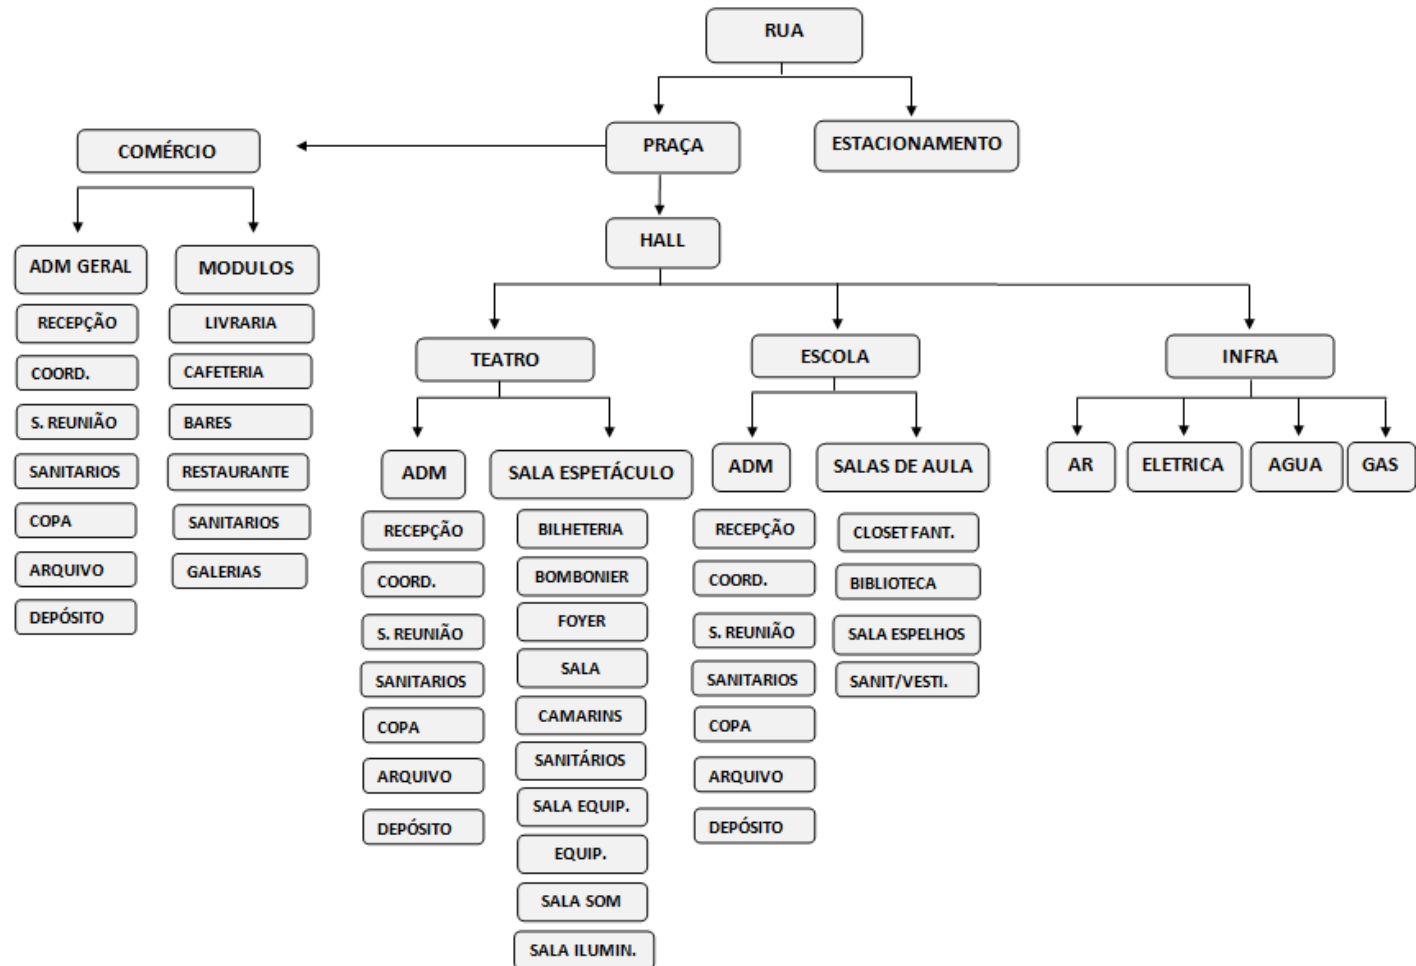 RUA
PRAÇA
ESTACIONAMENTO
COMÉRCIO
HALL
ADM GERAL
MODULOS
RECEPÇÃO
COORD.
S. REUNIÃO
SANITARIOS
COPA
ARQUIVO
DEPÓSITO
LIVRARIA
CAFETERIA
BARES
RESTAURANTE
SANITARIOS
GALERIAS
TEATRO
ESCOLA
INFRA
ADM
RECEPÇÃO
COORD.
S. REUNIÃO
SANITARIOS
COPA
ARQUIVO
DEPÓSITO
SALA ESPETÁCULO
BILHETERIA
BOMBONIER
FOYER
SALA
CAMARINS
SANITÁRIOS
SALA EQUIP.
EQUIP.
SALA SOM
SALA ILUMIN.
ADM
RECEPÇÃO
COORD.
S. REUNIÃO
SANITARIOS
COPA
ARQUIVO
DEPÓSITO
SALAS DE AULA
CLOSET FANT.
BIBLIOTECA
SALA ESPELHOS
SANIT/VESTI.
AR
ELETRICA
AGUA
GAS